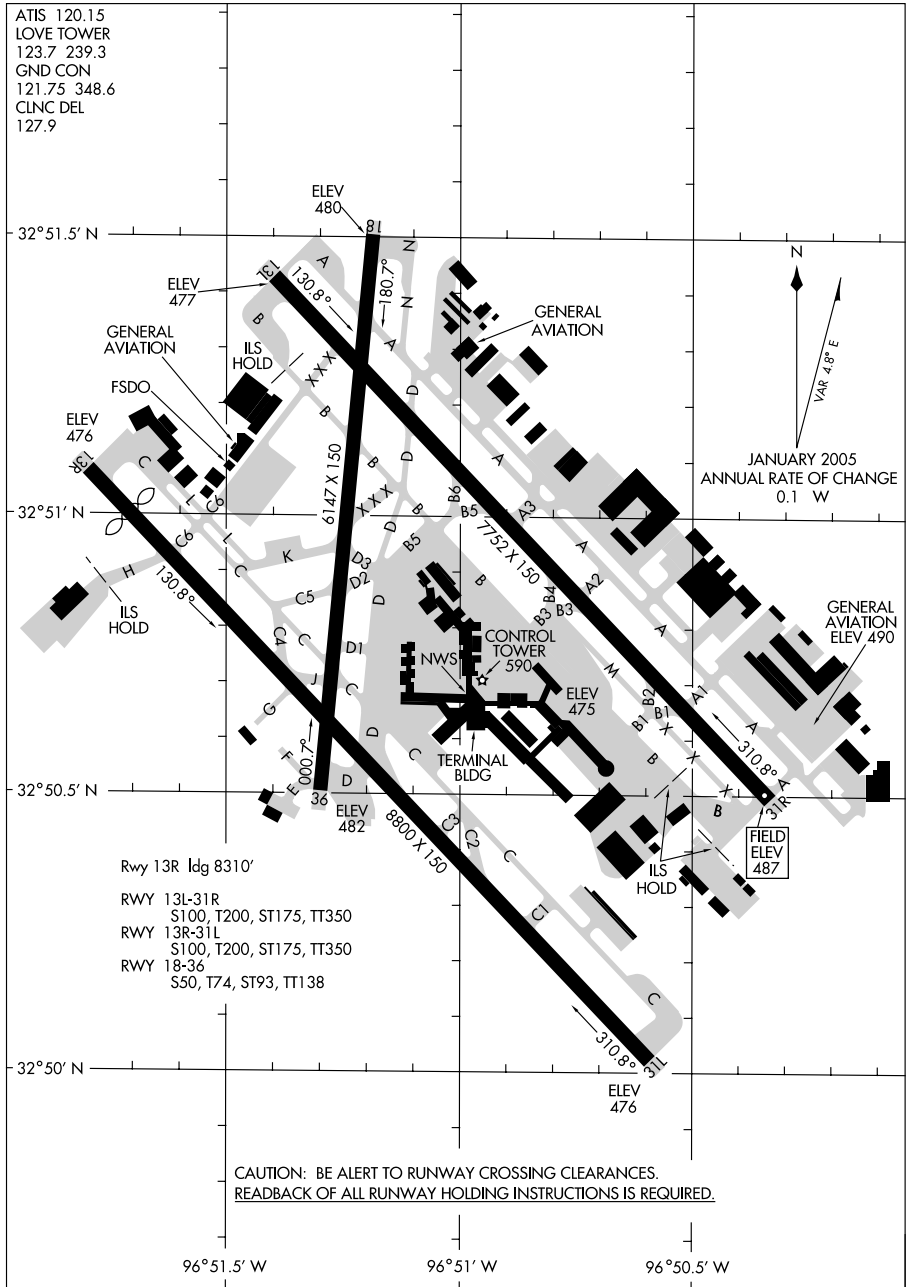 ATIS 120.15
LOVE TOWER
123.7 239.3
GND CON
121.75 348.6
CLNC DEL
127.9
ELEV
480
18
32°51.5' N
N
A
N
13L
130.8°
180.7°
N
ELEV
477
GENERAL
AVIATION
B
A
VAR 4.8° E
GENERAL
AVIATION
ILS
HOLD
X X X
FSDO
D
B
ELEV
476
JANUARY 2005
ANNUAL RATE OF CHANGE
0.1 W
13R
C
6147 X 150
B
D
A
B6
L
C6
X X X
B
B5
A3
32°51' N
7752 X 150
D
B5
C6
L
K
D3
A
H
C
D2
B
A2
130.8°
ILS
HOLD
C5
D
B4
B3
B3
GENERAL
AVIATION
ELEV 490
C4
C
D1
NWS
CONTROL
TOWER
590
M
A
J
C
ELEV
475
B2
A1
G
B1
B1
X
A
000.7°
D
C
TERMINAL
BLDG
B
X
310.8°
F
E
D
X
A
32°50.5' N
36
ELEV
482
B
31R
8800 X 150
C3
C2
C
ILS
HOLD
FIELD
ELEV
487
Rwy 13R ldg 8310'
RWY 13L-31R
S100, T200, ST175, TT350
RWY 13R-31L
S100, T200, ST175, TT350
RWY 18-36
S50, T74, ST93, TT138
C1
C
310.8°
32°50' N
31L
ELEV
476
CAUTION: BE ALERT TO RUNWAY CROSSING CLEARANCES.
READBACK OF ALL RUNWAY HOLDING INSTRUCTIONS IS REQUIRED.
96°51.5' W
96°51' W
96°50.5' W